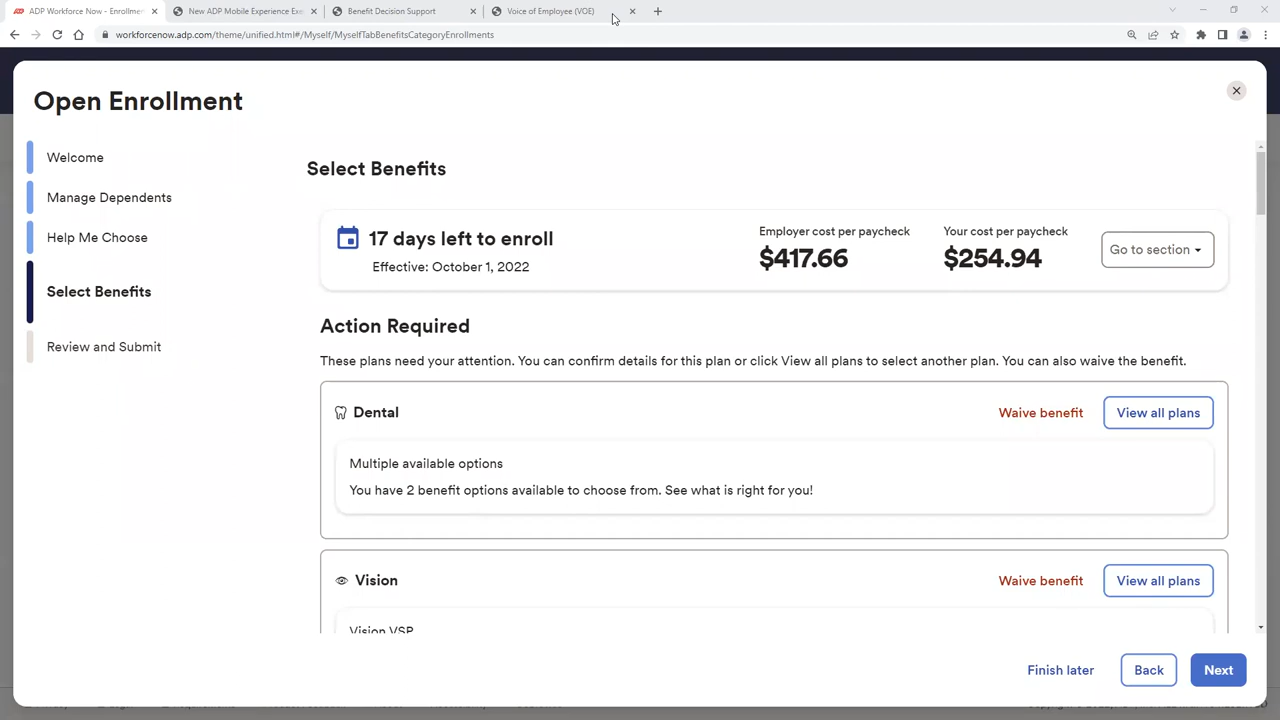 ADP Workforce Now - Enrollmen
New ADP Mobile Experience Exc
Benefit Decision Support
Voice of Employee (VOE)
workforcenow.adp.com/theme/unified.html#/Myself/MyselfTabBenefitsCategoryEnrollments
Open Enrollment
Welcome
Manage Dependents
Help Me Choose
Select Benefits
Review and Submit
Select Benefits
17 days left to enroll
Effective: October 1, 2022
Employer cost per paycheck
$417.66
Your cost per paycheck
$254.94
Go to section
Action Required
These plans need your attention. You can confirm details for this plan or click View all plans to select another plan. You can also waive the benefit.
Dental
Waive benefit
View all plans
Multiple available options
You have 2 benefit options available to choose from. See what is right for you!
Vision
Waive benefit
View all plans
Vision VSP
Finish later
Back
Next